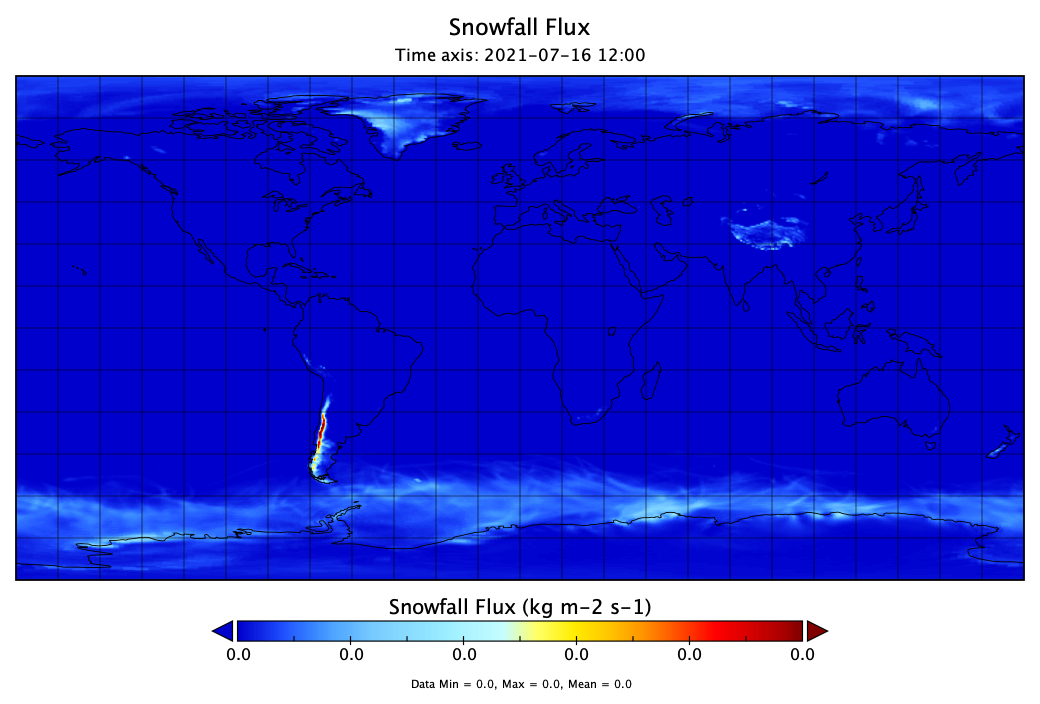 Snowfall Flux
Time axis: 2021-07-16 12:00
Snowfall Flux (kg m-2 s-1)
0.0 0.0 0.0 0.0 0.0 0.0
Data Min = 0.0, Max = 0.0, Mean = 0.0